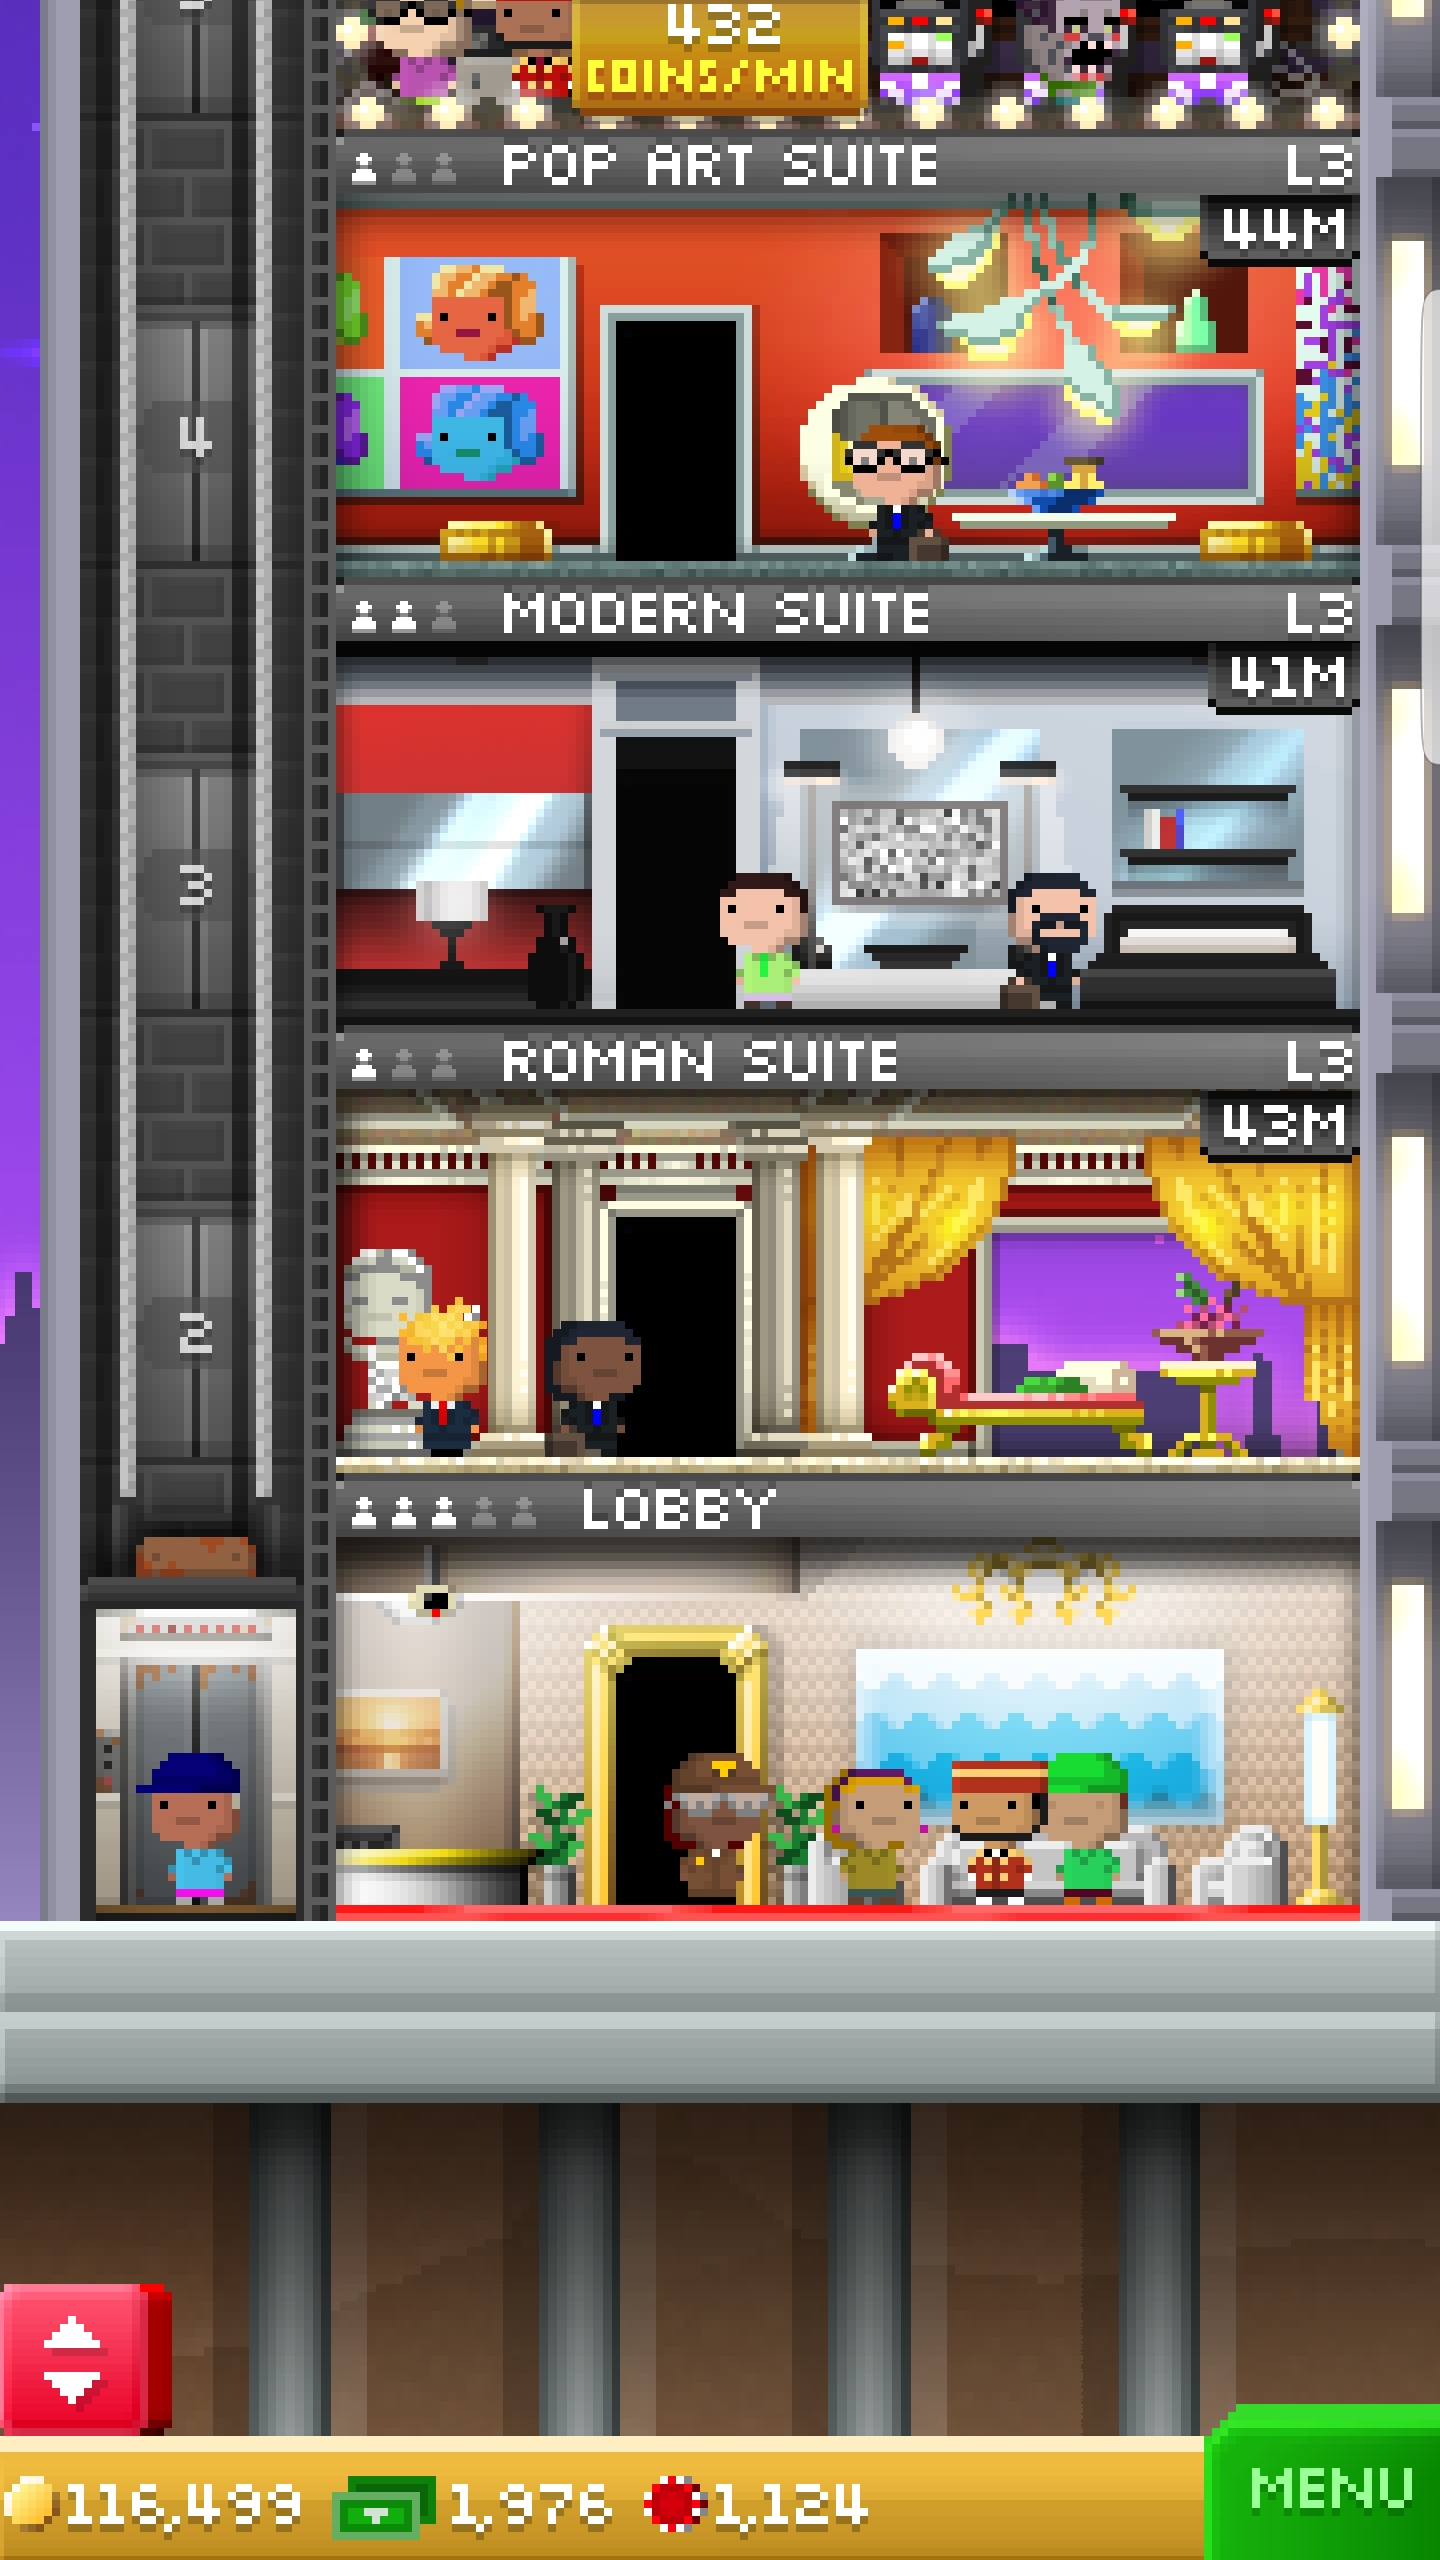 432
COINS/MIN
POP ART SUITE L3
44M
4
MODERN SUITE L3
41M
3
ROMAN SUITE L3
43M
2
LOBBY
116,499 1,976 1,124 MENU